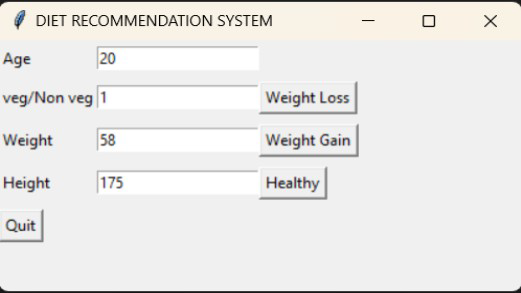 DIET RECOMMENDATION SYSTEM
Age 20
veg/Non veg 1 Weight Loss
Weight 58 Weight Gain
Height 175 Healthy
Quit